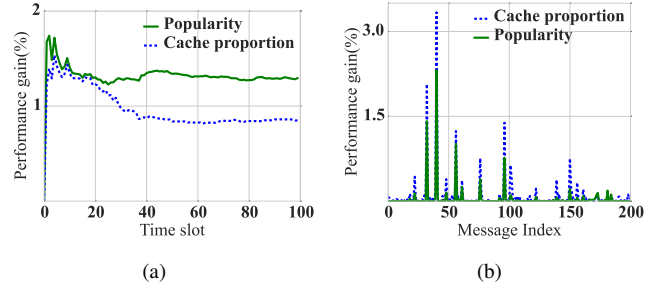 2
Popularity
Cache proportion
1
Performance gain(%)
0 20 40 60 80 100
Time slot
(a)
3.0
Cache proportion
Popularity
1.5
Performance gain(%)
0 50 100 150 200
Message Index
(b)